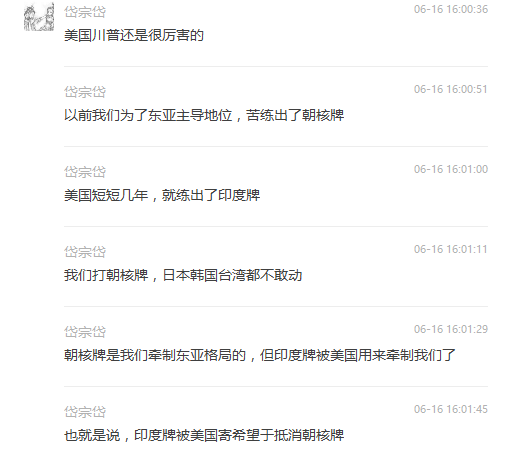 岱宗岱 06-16 16:00:36
美国川普还是很厉害的
岱宗岱 06-16 16:00:51
以前我们为了东亚主导地位，苦练出了朝核牌
岱宗岱 06-16 16:01:00
美国短短几年，就练出了印度牌
岱宗岱 06-16 16:01:11
我们打朝核牌，日本韩国台湾都不敢动
岱宗岱 06-16 16:01:29
朝核牌是我们牵制东亚格局的，但印度牌被美国用来牵制我们了
岱宗岱 06-16 16:01:45
也就是说，印度牌被美国寄希望于抵消朝核牌